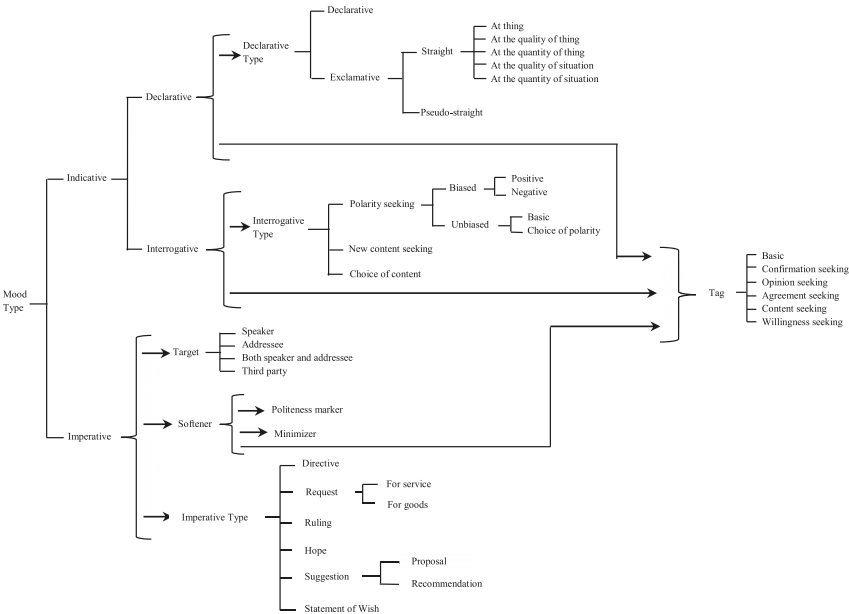 Declarative
Declarative
Type
At thing
At the quality of thing
Straight
At the quantity of thing
At the quality of situation
Exclamative
At the quantity of situation
Declarative
Pseudo-straight
Indicative
Positive
Biased
Negative
Polarity seeking
Interrogative
Type
Basic
Unbiased
Choice of polarity
Interrogative
New content seeking
Choice of content
Basic
Confirmation seeking
Opinion seeking
Tag
Agreement seeking
Content seeking
Willingness seeking
Mood
Type
Speaker
Addressee
Target
Both speaker and addressee
Third party
Politeness marker
Softener
Minimizer
Imperative
Directive
For service
Request
For goods
Imperative Type
Ruling
Hope
Proposal
Suggestion
Recommendation
Statement of Wish